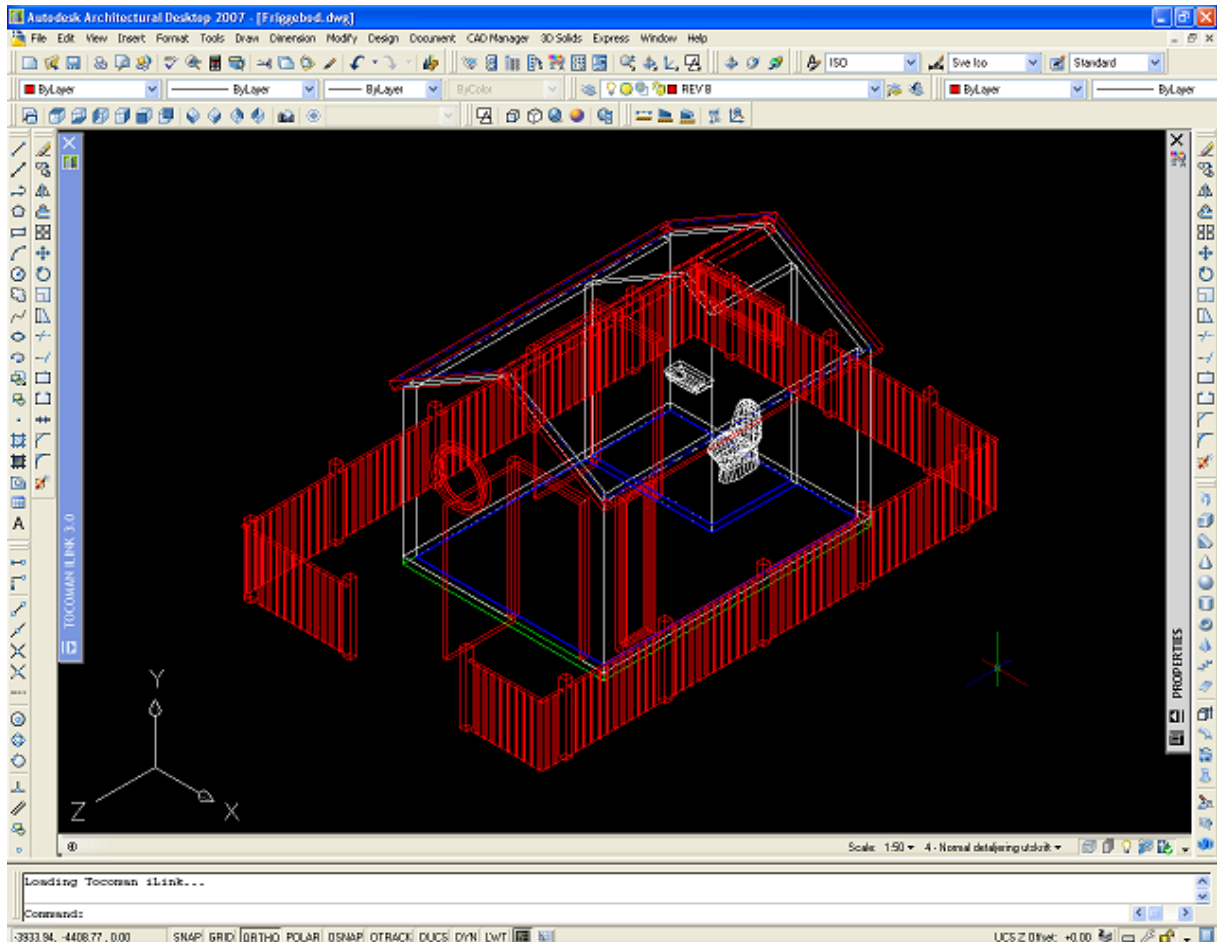 Autodesk Architectural Desktop 2007 - [Friggebod.dwg]
File Edit View Insert Format Tools Draw Dimension Modify Design Document CAD Manager 3D Solids Express Window Help
ISO Sve Iso Standard
ByLayer ByLayer ByLayer ByColor REV B ByLayer ByLayer
TOCOMAN ILINK 3.0
PROPERTIES
Y
Z
X
A
Scale: 1:50 4 - Normal detaljering utskrift
Loading Tocoman iLink...
Command:
-3933.94, -4408.77, 0.00 SNAP GRID ORTHO POLAR OSNAP OTRACK DUCS DYN LWT UCS Z Offset: +0.00